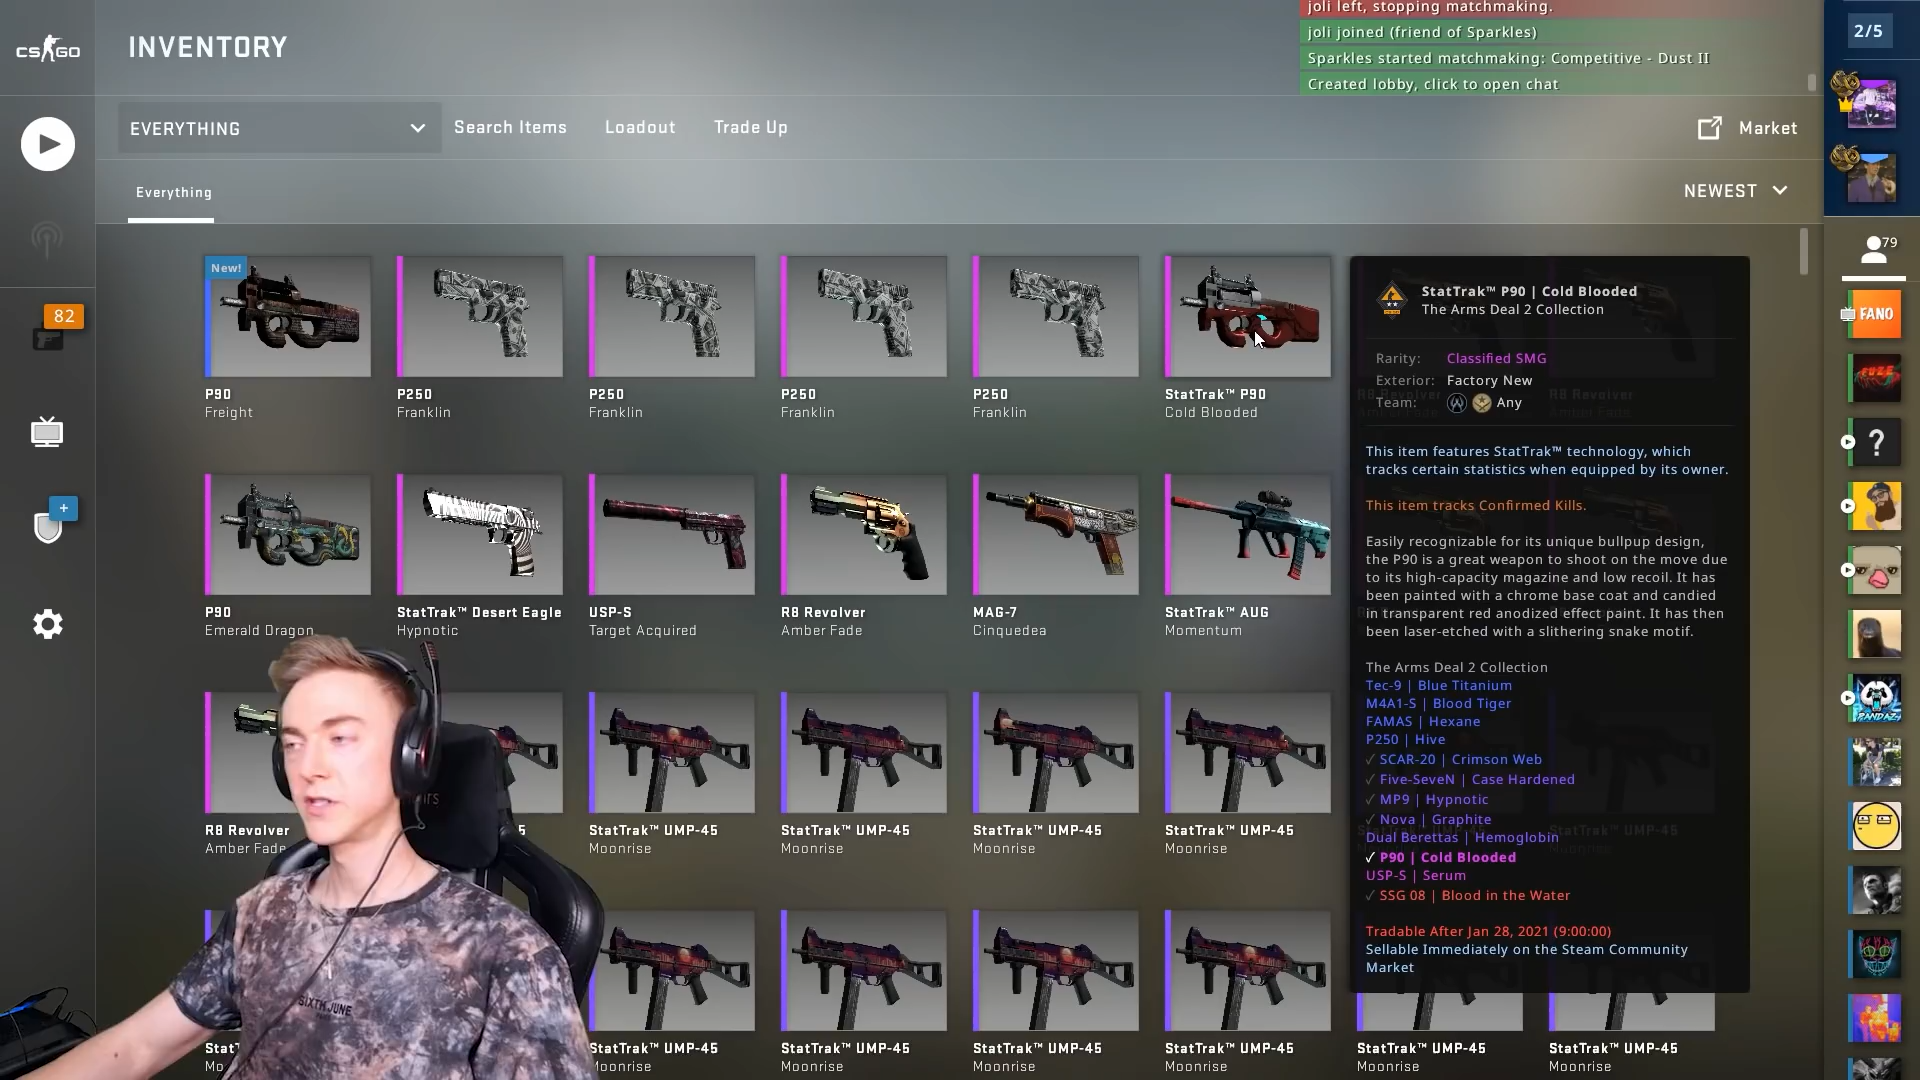 CS GO
INVENTORY
joli left, stopping matchmaking.
joli joined (friend of Sparkles)
Sparkles started matchmaking: Competitive - Dust II
Created lobby, click to open chat
2/5
EVERYTHING
Search Items
Loadout
Trade Up
Market
Everything
NEWEST
79
82
+
New!
P90
Freight
P250
Franklin
P250
Franklin
P250
Franklin
P250
Franklin
StatTrak™ P90
Cold Blooded
StatTrak™ P90 | Cold Blooded
The Arms Deal 2 Collection
Rarity: Classified SMG
Exterior: Factory New
Team: Any
This item features StatTrak™ technology, which
tracks certain statistics when equipped by its owner.
This item tracks Confirmed Kills.
Easily recognizable for its unique bullpup design,
the P90 is a great weapon to shoot on the move due
to its high-capacity magazine and low recoil. It has
been painted with a chrome base coat and candied
in transparent red anodized effect paint. It has then
been laser-etched with a slithering snake motif.
The Arms Deal 2 Collection
Tec-9 | Blue Titanium
M4A1-S | Blood Tiger
FAMAS | Hexane
P250 | Hive
✓ SCAR-20 | Crimson Web
✓ Five-SeveN | Case Hardened
✓ MP9 | Hypnotic
✓ Nova | Graphite
Dual Berettas | Hemoglobin
✓ P90 | Cold Blooded
USP-S | Serum
✓ SSG 08 | Blood in the Water
Tradable After Jan 28, 2021 (9:00:00)
Sellable Immediately on the Steam Community
Market
P90
Emerald Dragon
StatTrak™ Desert Eagle
Hypnotic
USP-S
Target Acquired
R8 Revolver
Amber Fade
MAG-7
Cinquedea
StatTrak™ AUG
Momentum
R8 Revolver
Amber Fade
5
StatTrak™ UMP-45
Moonrise
StatTrak™ UMP-45
Moonrise
StatTrak™ UMP-45
Moonrise
StatTrak™ UMP-45
Moonrise
StatT
Mo
StatTrak™ UMP-45
Moonrise
StatTrak™ UMP-45
Moonrise
StatTrak™ UMP-45
Moonrise
StatTrak™ UMP-45
Moonrise
StatTrak™ UMP-45
Moonrise
StatTrak™ UMP-45
Moonrise
SIXTH JUNE
FANO
FUZE
?
PANDAZ